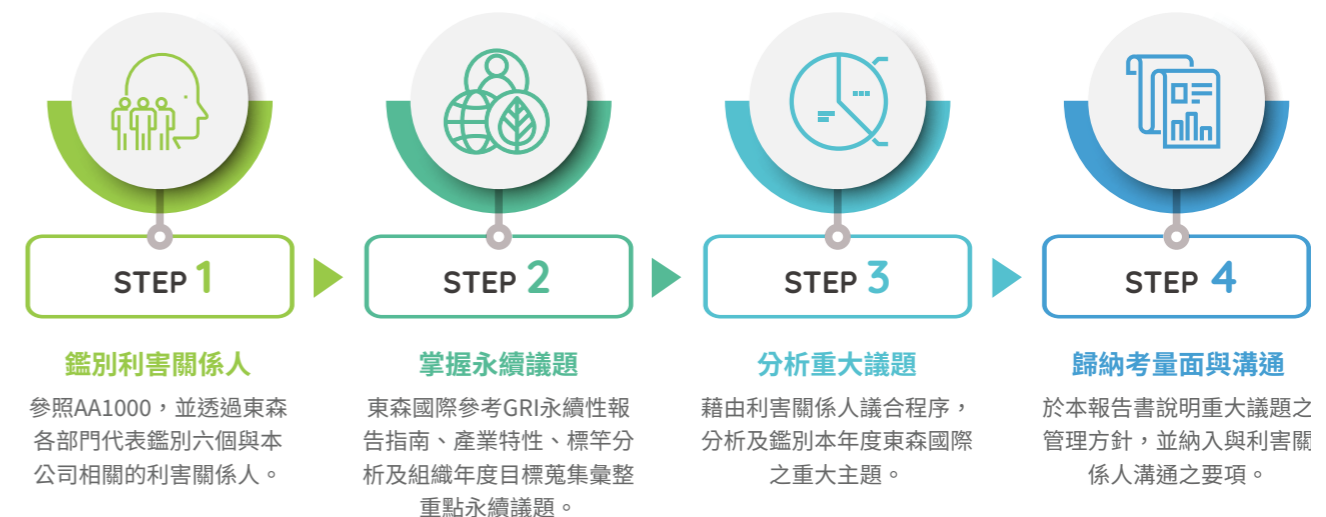 STEP 1
鑑別利害關係人
參照AA1000，並透過東森
各部門代表鑑別六個與本
公司相關的利害關係人。
STEP 2
掌握永續議題
東森國際參考GRI永續性報
告指南、產業特性、標竿分
析及組織年度目標蒐集彙整
重點永續議題。
STEP 3
分析重大議題
藉由利害關係人議合程序，
分析及鑑別本年度東森國際
之重大主題。
STEP 4
歸納考量面與溝通
於本報告書說明重大議題之
管理方針，並納入與利害關
係人溝通之要項。